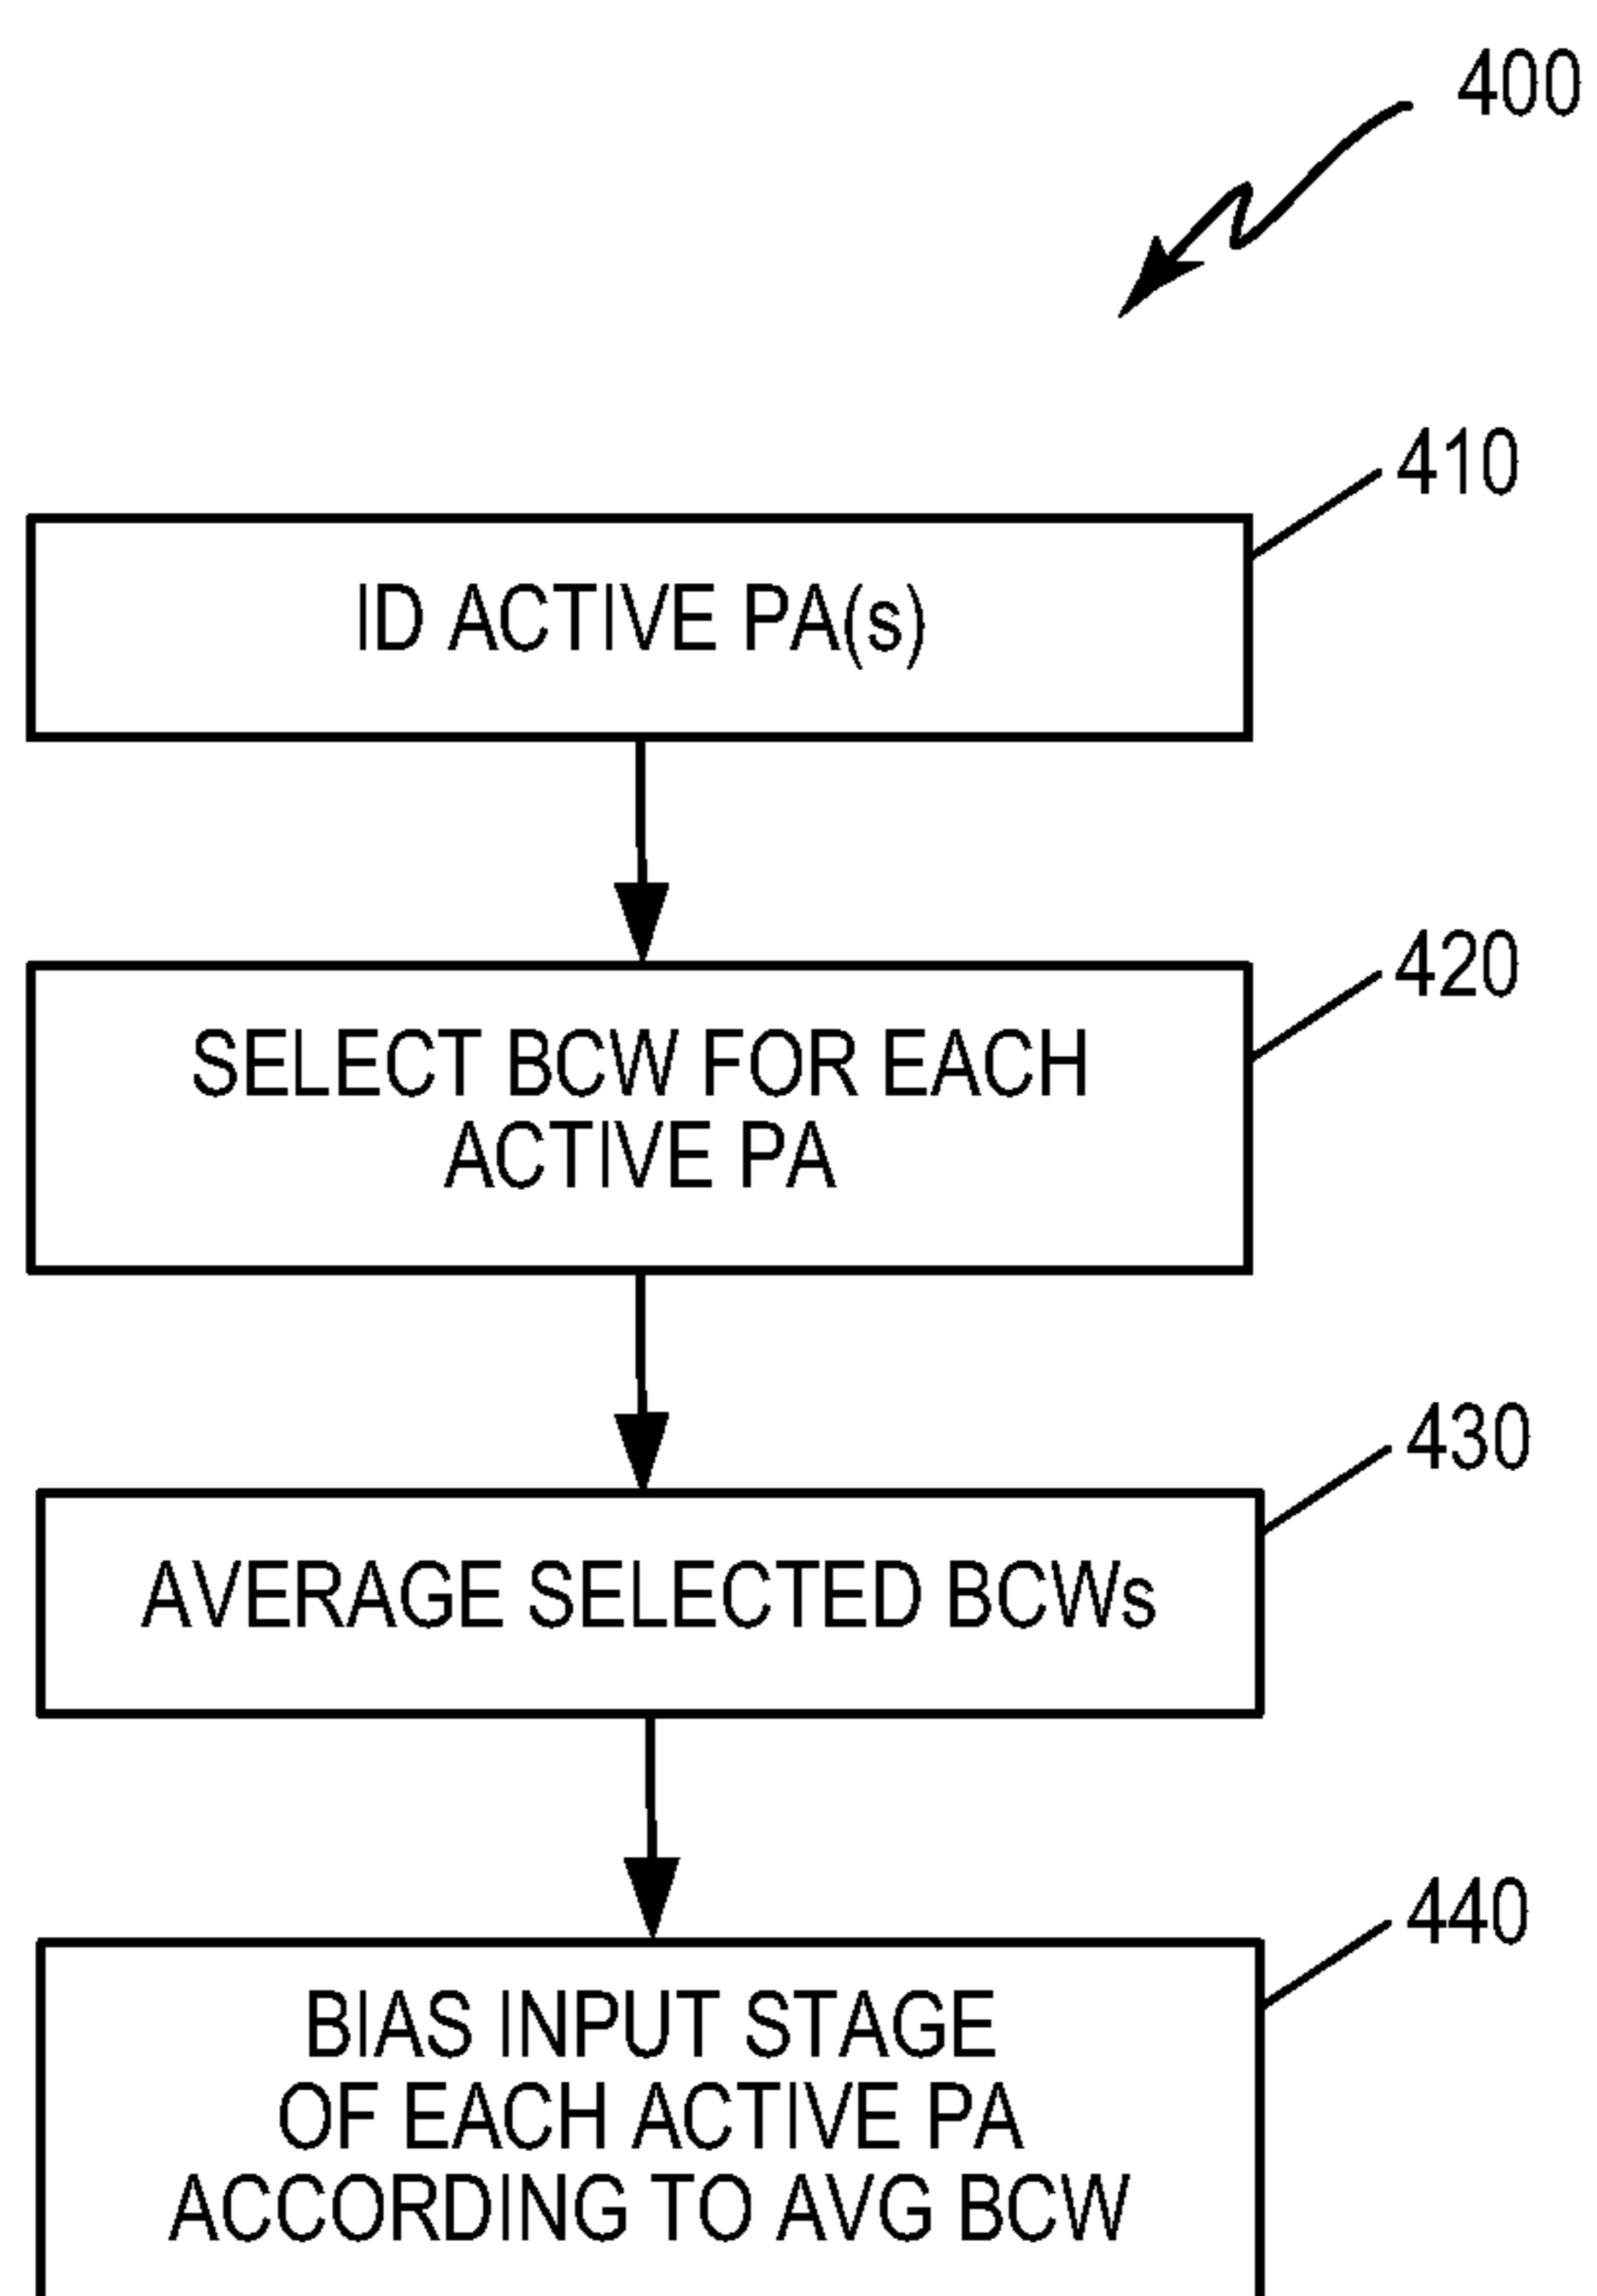 400
410
ID ACTIVE PA(s)
420
SELECT BCW FOR EACH
ACTIVE PA
430
AVERAGE SELECTED BCWs
440
BIAS INPUT STAGE
OF EACH ACTIVE PA
ACCORDING TO AVG BCW